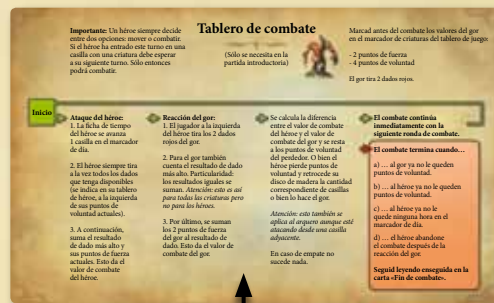 Tablero de combate
Importante: Un héroe siempre decide
entre dos opciones: mover o combatir.
Si el héroe ha entrado este turno en una
casilla con una criatura debe esperar
a su siguiente turno. Sólo entonces
podrá combatir.
(Sólo se necesita en la
partida introductoria)
Marcad antes del combate los valores del gor
en el marcador de criaturas del tablero de juego:
- 2 puntos de fuerza
- 4 puntos de voluntad
El gor tira 2 dados rojos.
Inicio
Ataque del héroe:
1. La ficha de tiempo
del héroe se avanza
1 casilla en el marcador
de día.
2. El héroe siempre tira
a la vez todos los dados
que tenga disponibles
(se indica en su tablero
de héroe, a la izquierda
de sus puntos de
voluntad actuales).
3. A continuación,
suma el resultado
de dado más alto y
sus puntos de fuerza
actuales. Esto da el
valor de combate
del héroe.
Reacción del gor:
1. El jugador a la izquierda
del héroe tira los 2 dados
rojos del gor.
2. Para el gor también
cuenta el resultado de dado
más alto. Particularidad:
los resultados iguales se
suman. Atención: esto es así
para todas las criaturas pero
no para los héroes.
3. Por último, se suman
los 2 puntos de fuerza
del gor al resultado de
dado. Esto da el valor de
combate del gor.
Se calcula la diferencia
entre el valor de combate
del héroe y el valor de
combate del gor y se resta
a los puntos de voluntad
del perdedor. O bien el
héroe pierde puntos de
voluntad y retrocede su
disco de madera la cantidad
correspondiente de casillas
o bien lo hace el gor.
Atención: esto también se
aplica al arquero aunque esté
atacando desde una casilla
adyacente.
En caso de empate no
sucede nada.
El combate continúa
inmediatamente con la
siguiente ronda de combate.
El combate termina cuando…
a) … al gor ya no le queden
puntos de voluntad.
b) … al héroe ya no le queden
puntos de voluntad.
c) … al héroe ya no le
quede ninguna hora en el
marcador de día.
d) … el héroe abandone
el combate después de la
reacción del gor.
Seguid leyendo enseguida en la
carta «Fin de combate».